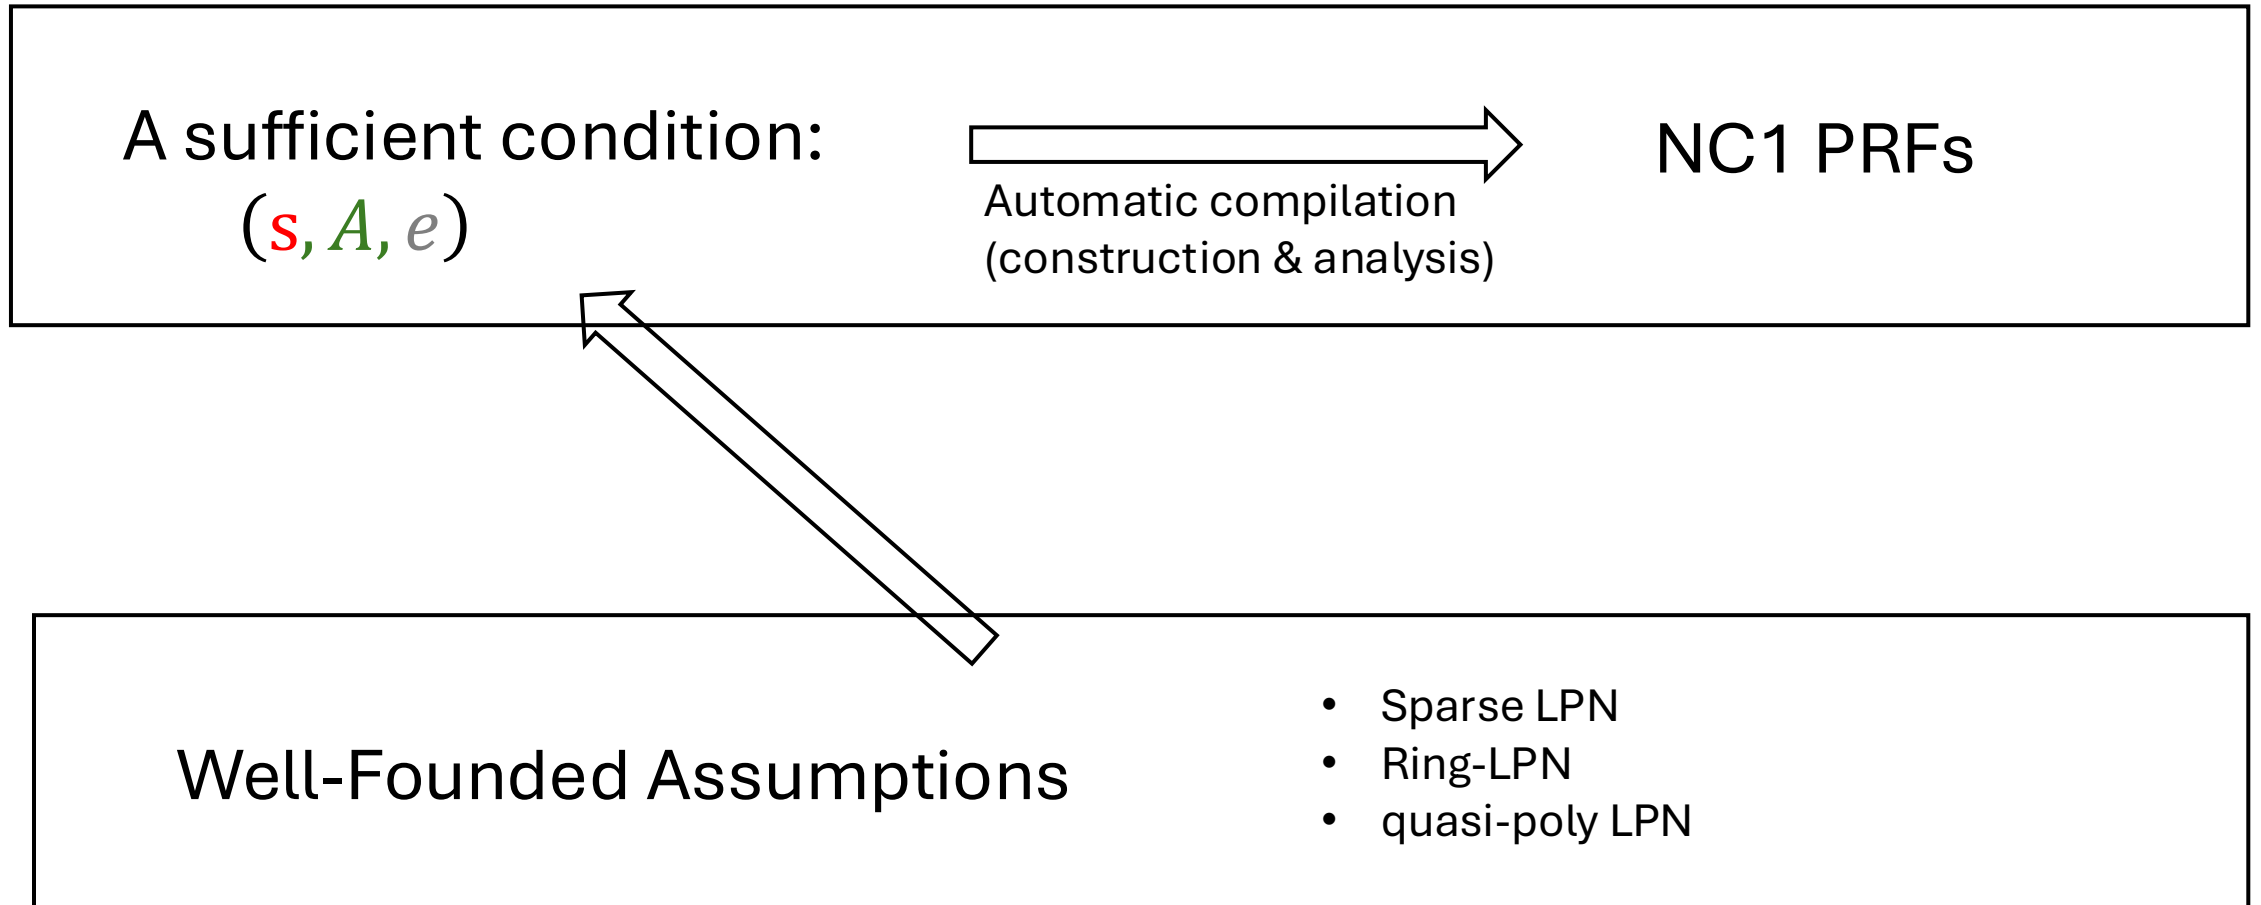 A sufficient condition:
(s, A, e)
Automatic compilation
(construction & analysis)
NC1 PRFs
Well-Founded Assumptions
• Sparse LPN
• Ring-LPN
• quasi-poly LPN